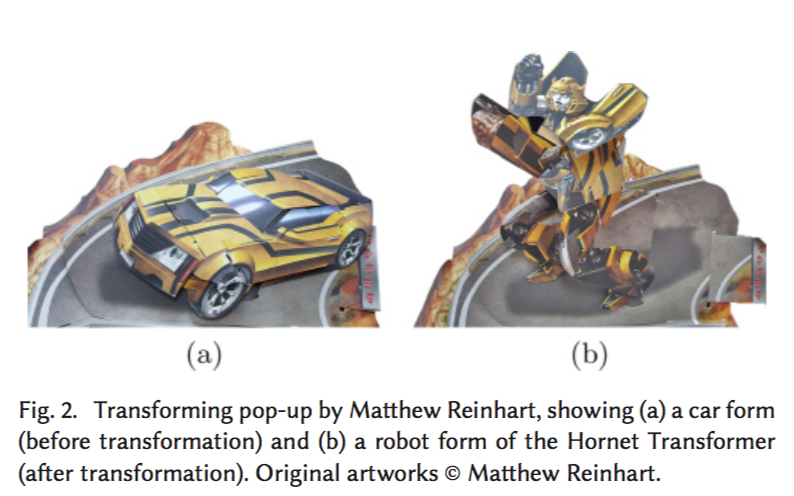 (a)
(b)
Fig. 2. Transforming pop-up by Matthew Reinhart, showing (a) a car form
(before transformation) and (b) a robot form of the Hornet Transformer
(after transformation). Original artworks © Matthew Reinhart.